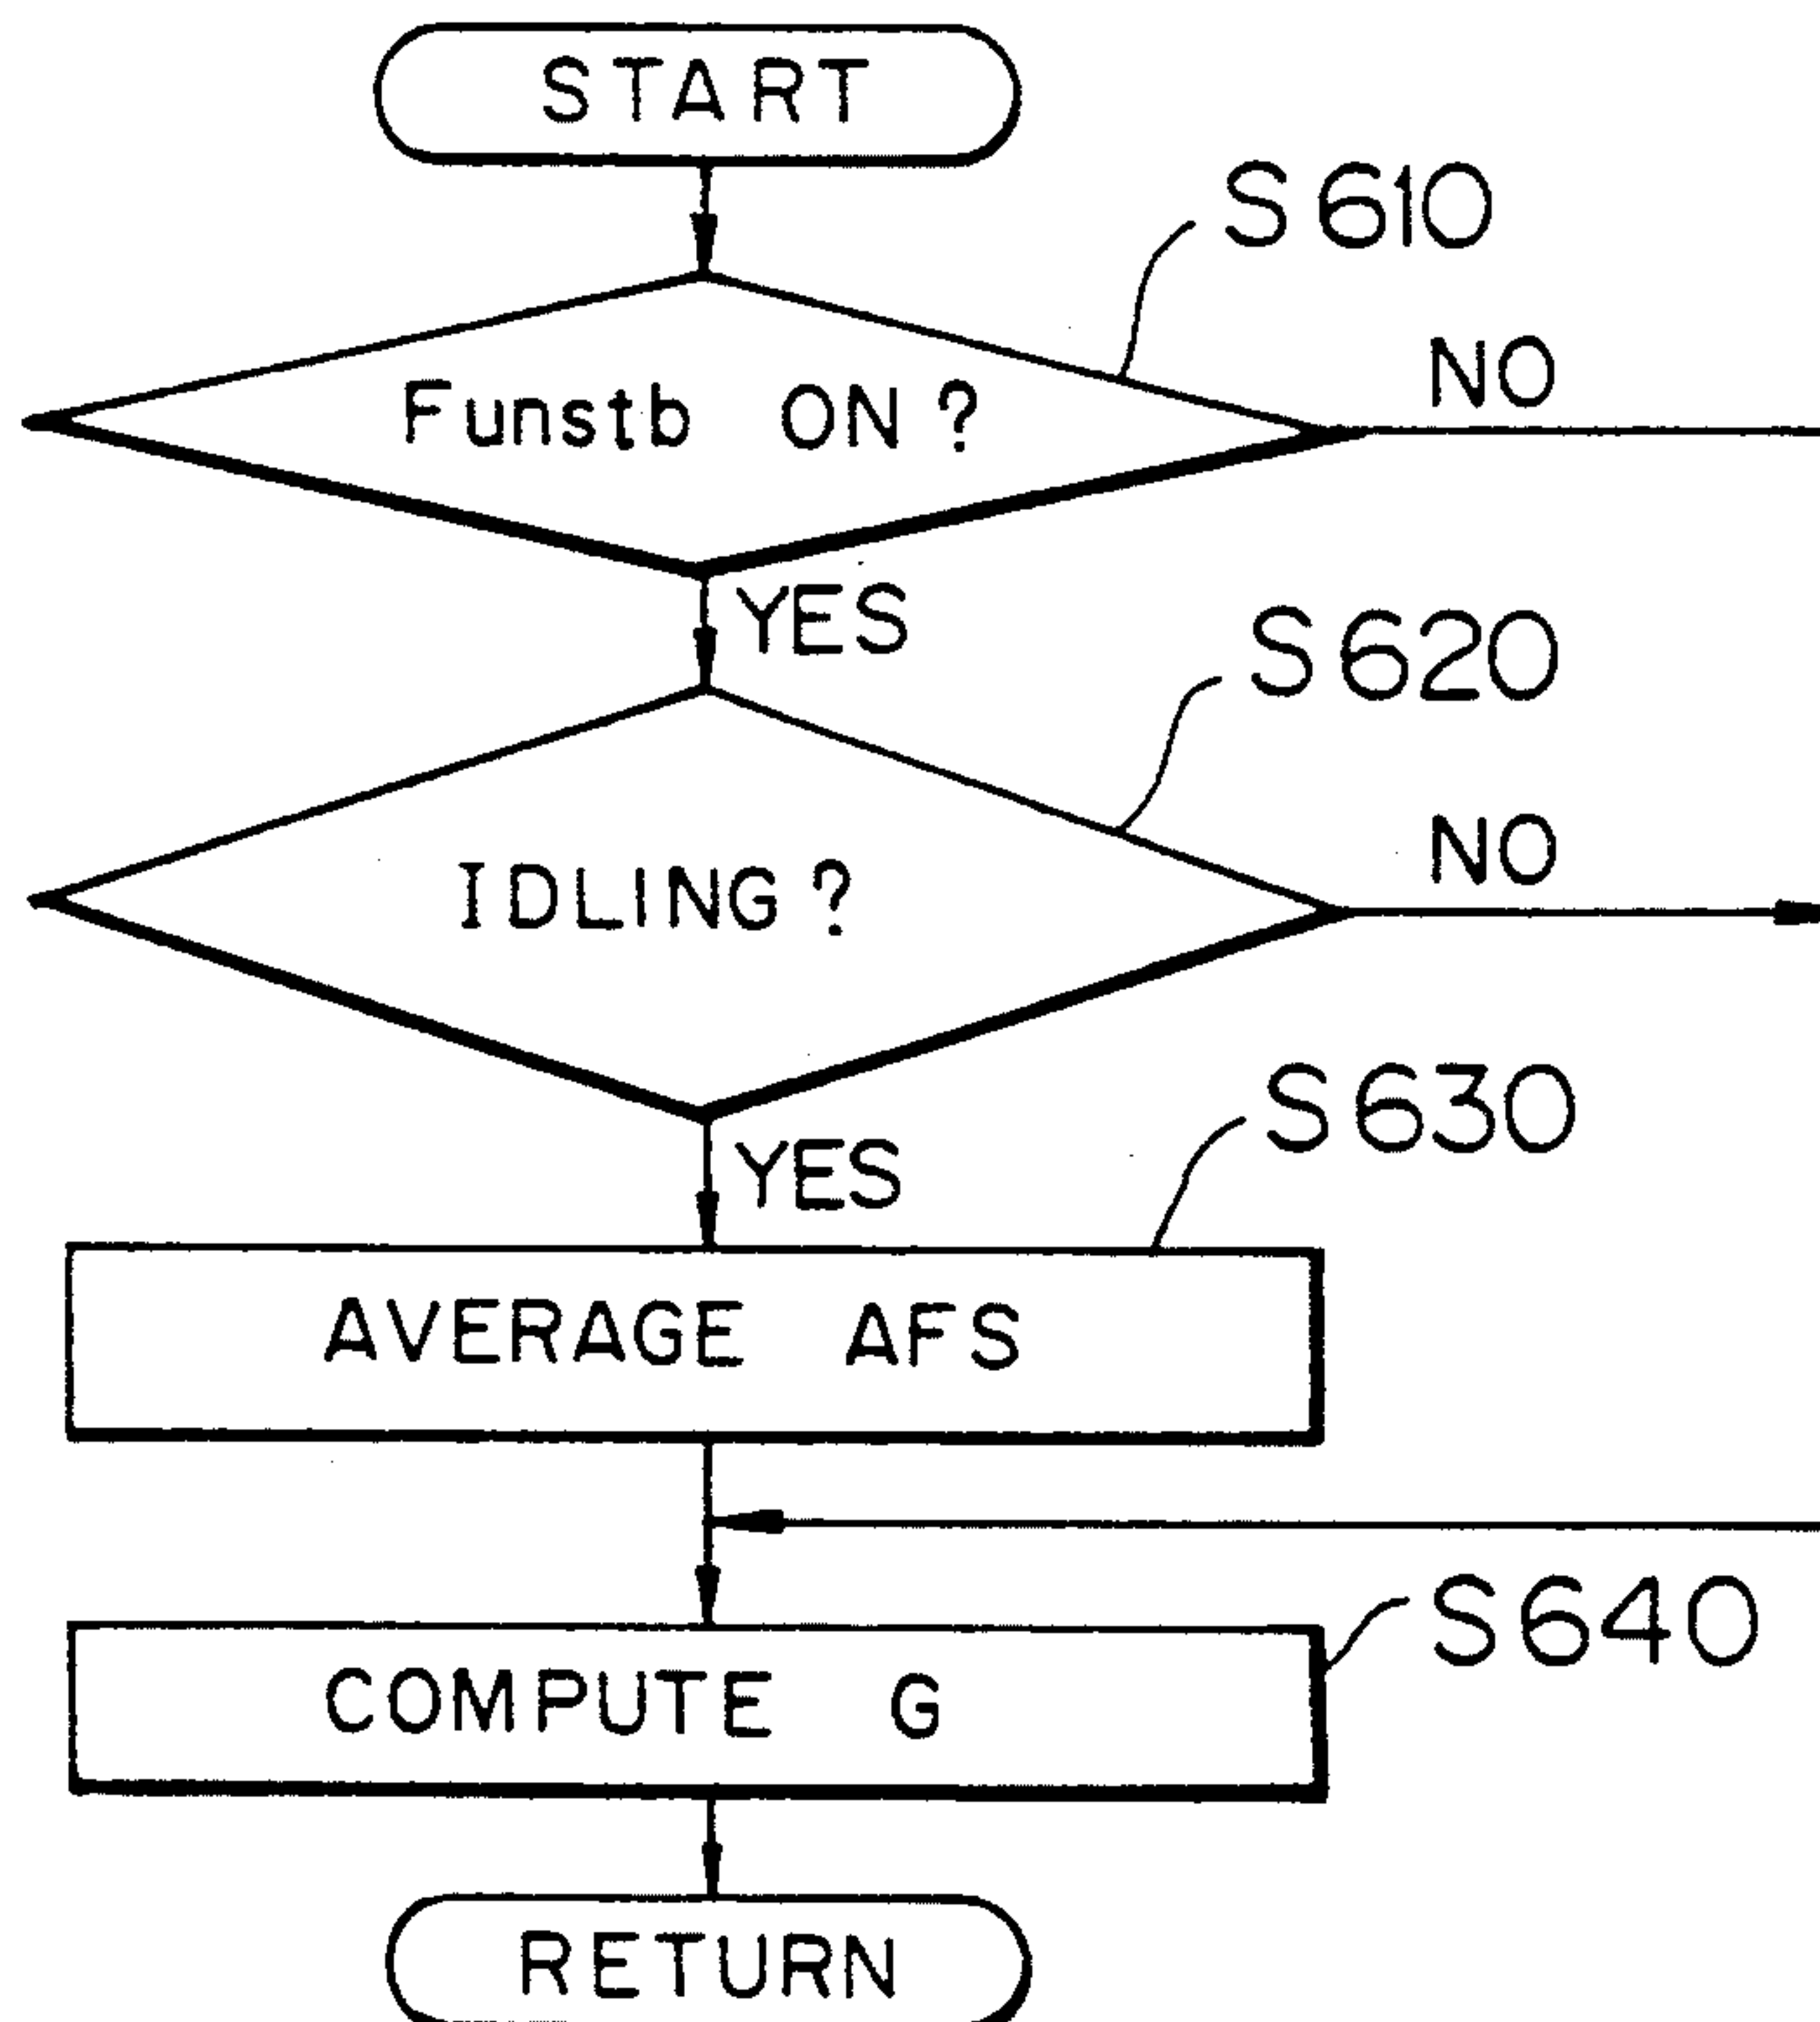 START
S610
Funstb ON ?
NO
YES
S620
IDLING ?
NO
YES
S630
AVERAGE AFS
S640
COMPUTE G
RETURN